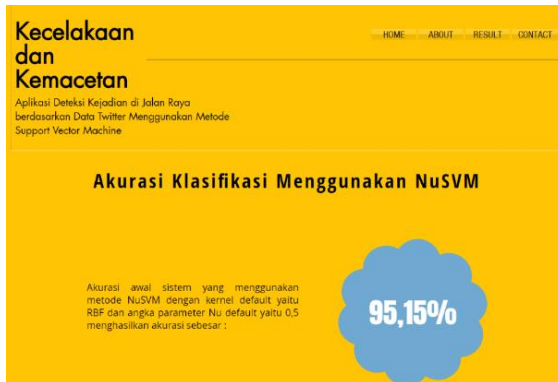 Kecelakaan
dan
Kemacetan
HOME ABOUT RESULT CONTACT
Aplikasi Deteksi Kejadian di Jalan Raya
berdasarkan Data Twitter Menggunakan Metode
Support Vector Machine
Akurasi Klasifikasi Menggunakan NuSVM
Akurasi awal sistem yang menggunakan
metode NuSVM dengan kernel default yaitu
RBF dan angka parameter Nu default yaitu 0,5
menghasilkan akurasi sebesar :
95,15%